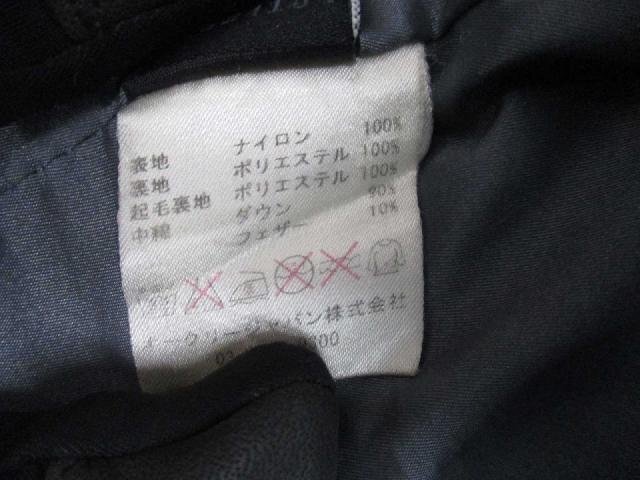 表地 ナイロン 100%
裏地 ポリエステル 100%
起毛裏地 ポリエステル 100%
中綿 ダウン 90%
フェザー 10%
オークリージャパン株式会社